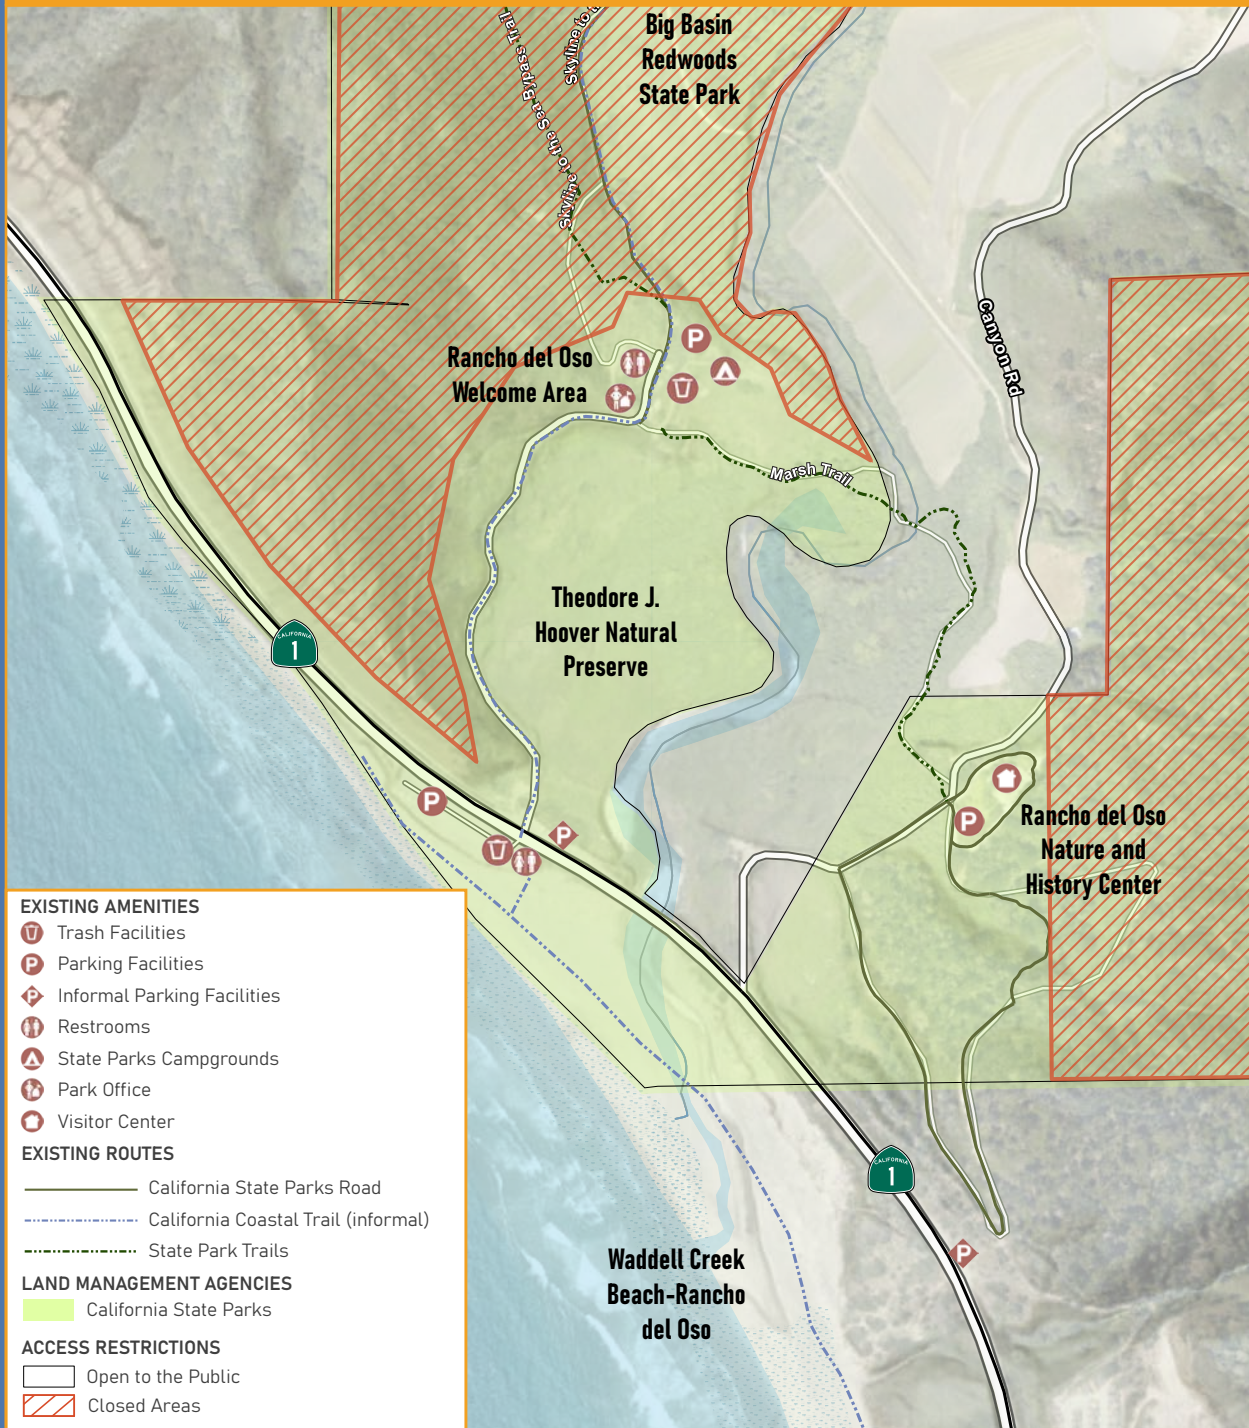 Big Basin
Redwoods
State Park
Skyline to the Sea Bypass Trail
Skyline to
Canyon Rd
Rancho del Oso
Welcome Area
P
Marsh Trail
Theodore J.
Hoover Natural
Preserve
CALIFORNIA
1
P
P
P
Rancho del Oso
Nature and
History Center
CALIFORNIA
1
P
Waddell Creek
Beach-Rancho
del Oso
EXISTING AMENITIES
Trash Facilities
P Parking Facilities
P Informal Parking Facilities
Restrooms
State Parks Campgrounds
Park Office
Visitor Center
EXISTING ROUTES
California State Parks Road
California Coastal Trail (informal)
State Park Trails
LAND MANAGEMENT AGENCIES
California State Parks
ACCESS RESTRICTIONS
Open to the Public
Closed Areas